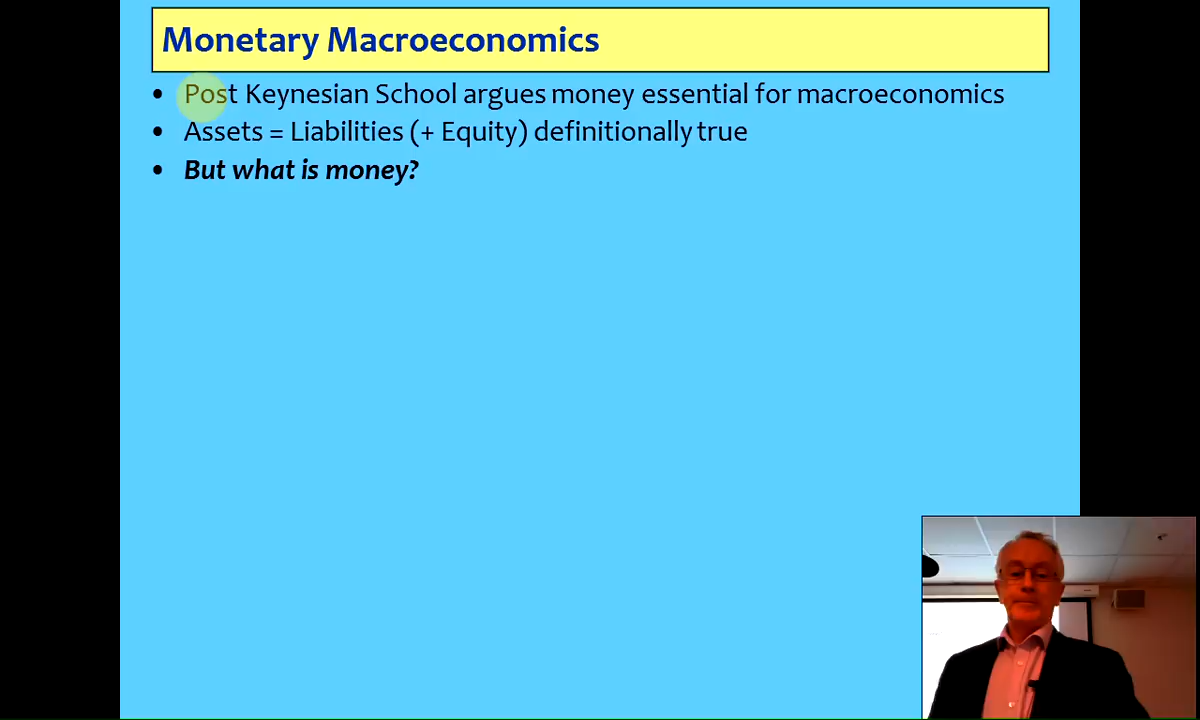 Monetary Macroeconomics
• Post Keynesian School argues money essential for macroeconomics
• Assets = Liabilities (+ Equity) definitionally true
• But what is money?